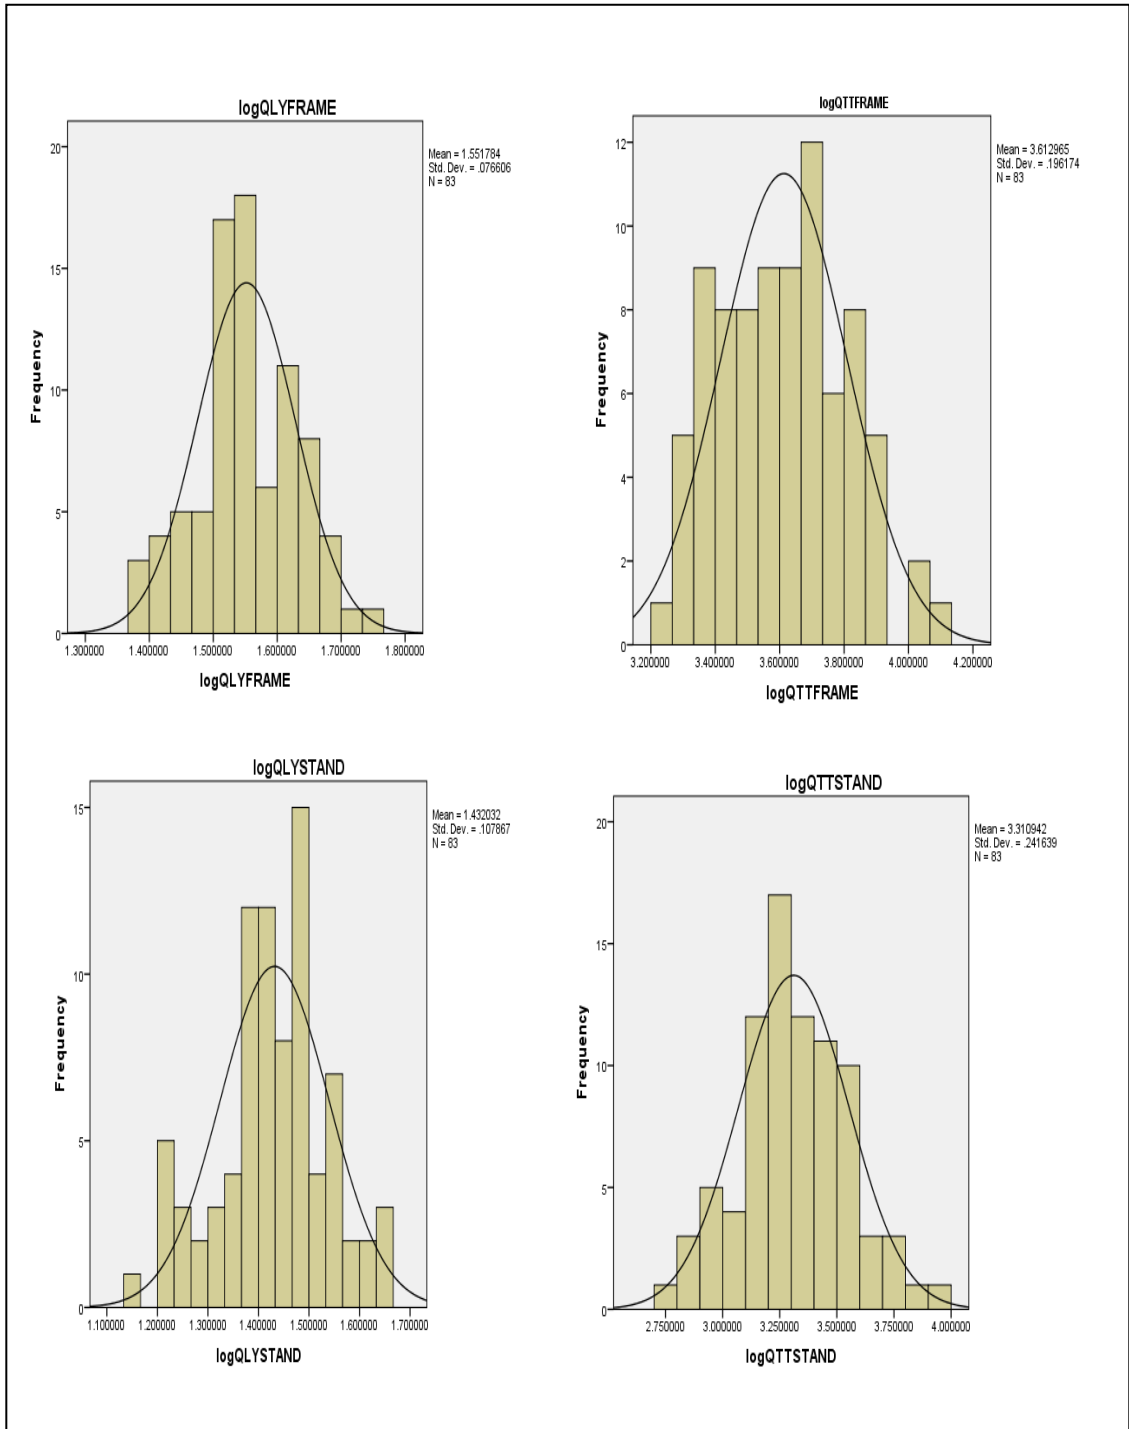 logQLYFRAME
Mean = 1.551784
Std. Dev. = .076606
N = 83
Frequency
20
15
10
5
0
1.300000 1.400000 1.500000 1.600000 1.700000 1.800000
logQLYFRAME
logQTTFRAME
Mean = 3.612965
Std. Dev. = .196174
N = 83
Frequency
12
10
8
6
4
2
0
3.200000 3.400000 3.600000 3.800000 4.000000 4.200000
logQTTFRAME
logQLYSTAND
Mean = 1.432032
Std. Dev. = .107867
N = 83
Frequency
15
10
5
0
1.100000 1.200000 1.300000 1.400000 1.500000 1.600000 1.700000
logQLYSTAND
logQTTSTAND
Mean = 3.310942
Std. Dev. = .241639
N = 83
Frequency
20
15
10
5
0
2.750000 3.000000 3.250000 3.500000 3.750000 4.000000
logQTTSTAND